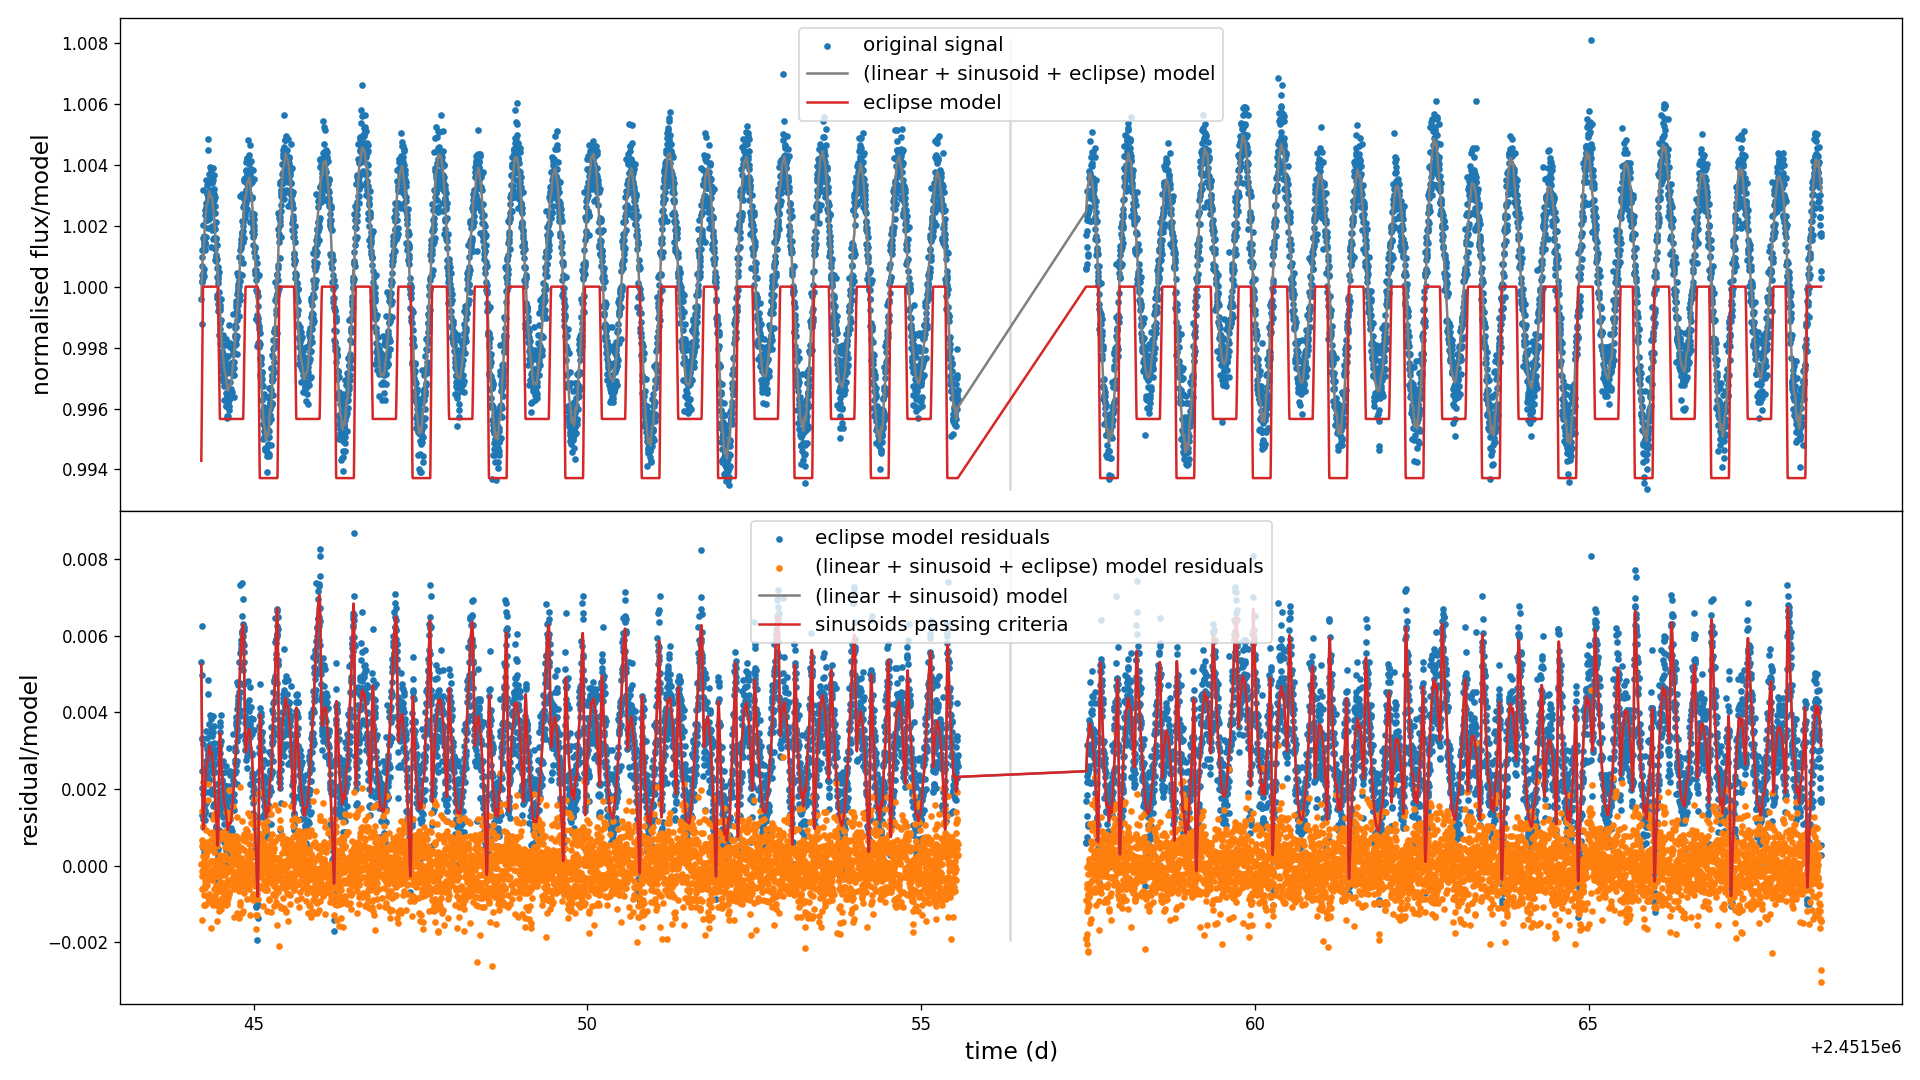 1.008
1.006
1.004
1.002
1.000
0.998
0.996
0.994
normalised flux/model
original signal
(linear + sinusoid + eclipse) model
eclipse model
0.008
0.006
0.004
0.002
0.000
−0.002
residual/model
eclipse model residuals
(linear + sinusoid + eclipse) model residuals
(linear + sinusoid) model
sinusoids passing criteria
45
50
55
60
65
time (d)
+2.4515e6